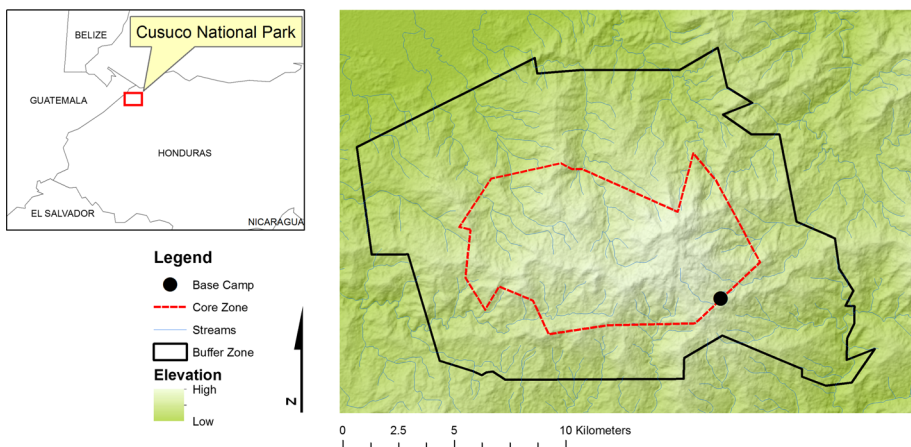 Cusuco National Park
BELIZE
GUATEMALA
HONDURAS
EL SALVADOR
NICARAGUA
Legend
Base Camp
Core Zone
Streams
Buffer Zone
Elevation
High
Low
N
0 2.5 5 10 Kilometers